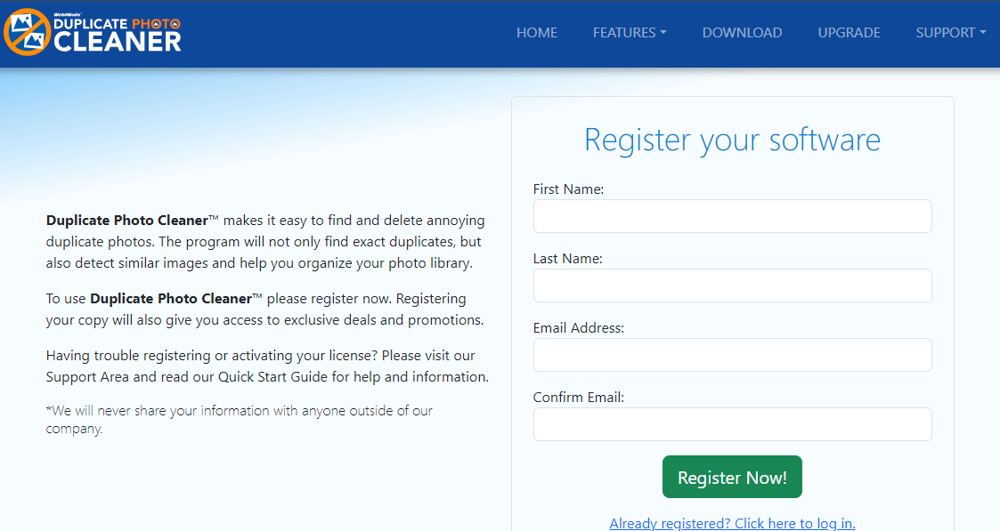 WebMinds'
DUPLICATE PHOTO
CLEANER
HOME FEATURES DOWNLOAD UPGRADE SUPPORT
Duplicate Photo Cleaner™ makes it easy to find and delete annoying
duplicate photos. The program will not only find exact duplicates, but
also detect similar images and help you organize your photo library.
To use Duplicate Photo Cleaner™ please register now. Registering
your copy will also give you access to exclusive deals and promotions.
Having trouble registering or activating your license? Please visit our
Support Area and read our Quick Start Guide for help and information.
*We will never share your information with anyone outside of our
company.
Register your software
First Name:
Last Name:
Email Address:
Confirm Email:
Register Now!
Already registered? Click here to log in.